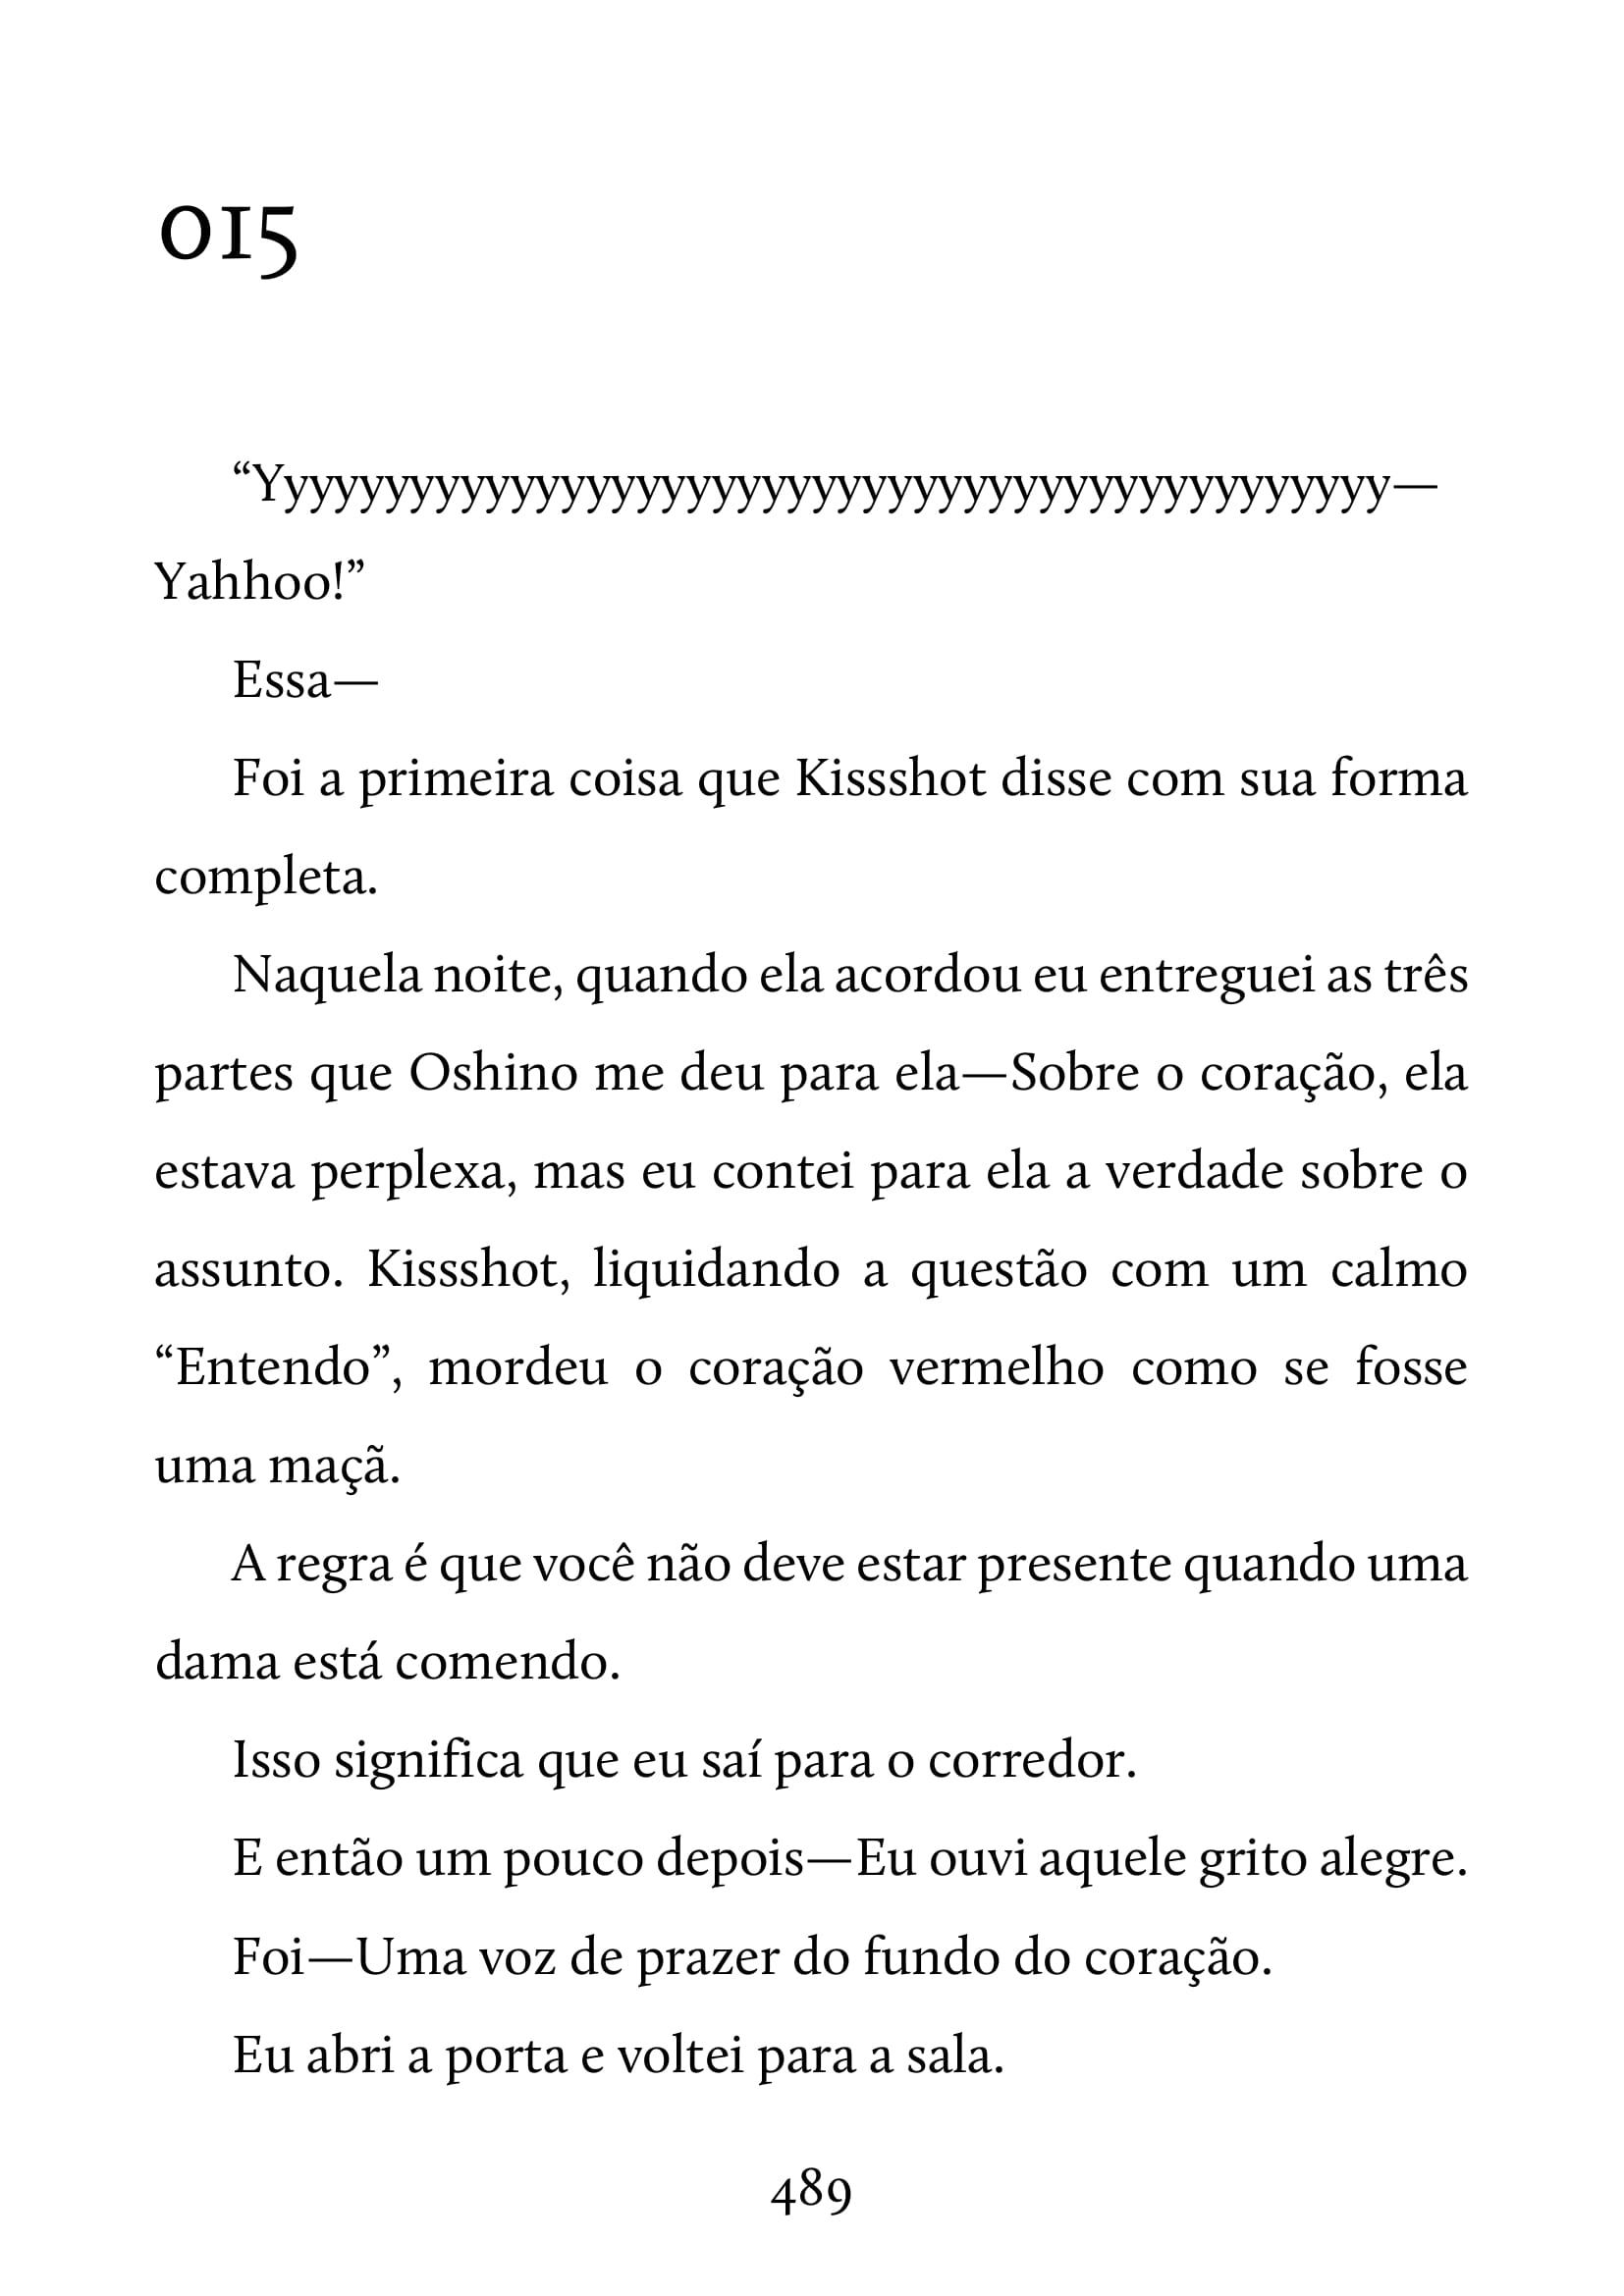 015
“Yyyyyyyyyyyyyyyyyyyyyyyyyyyyyyyyyyyyyyyyyyyyy—
Yahhoo!”
Essa—
Foi a primeira coisa que Kissshot disse com sua forma
completa.
Naquela noite, quando ela acordou eu entreguei as três
partes que Oshino me deu para ela—Sobre o coração, ela
estava perplexa, mas eu contei para ela a verdade sobre o
assunto. Kissshot, liquidando a questão com um calmo
“Entendo”, mordeu o coração vermelho como se fosse
uma maçã.
A regra é que você não deve estar presente quando uma
dama está comendo.
Isso significa que eu saí para o corredor.
E então um pouco depois—Eu ouvi aquele grito alegre.
Foi—Uma voz de prazer do fundo do coração.
Eu abri a porta e voltei para a sala.
489